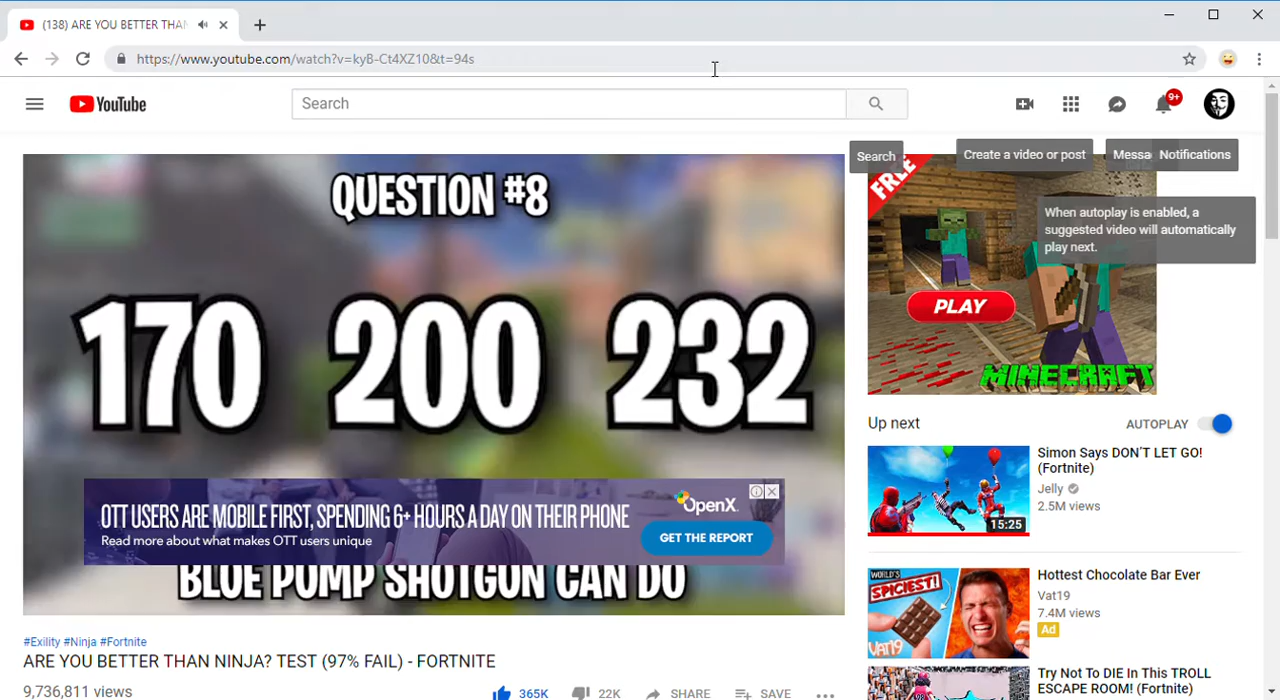 (138) ARE YOU BETTER THAN
https://www.youtube.com/watch?v=kyB-Ct4XZ10&t=94s
YouTube
Search
9+
Search
Create a video or post
Messa
Notifications
QUESTION #8
170 200 232
OTT USERS ARE MOBILE FIRST, SPENDING 6+ HOURS A DAY ON THEIR PHONE
Read more about what makes OTT users unique
OpenX
GET THE REPORT
BLUE PUMP SHOTGUN CAN DO
FREE
When autoplay is enabled, a
suggested video will automatically
play next.
PLAY
MINECRAFT
Up next
AUTOPLAY
Simon Says DON'T LET GO!
(Fortnite)
Jelly
2.5M views
15:25
WORLD'S
SPICIEST!
VAT19
Hottest Chocolate Bar Ever
Vat19
7.4M views
Ad
Try Not To DIE In This TROLL
ESCAPE ROOM! (Fortnite)
#Exility #Ninja #Fortnite
ARE YOU BETTER THAN NINJA? TEST (97% FAIL) - FORTNITE
9,736,811 views
365K
22K
SHARE
SAVE